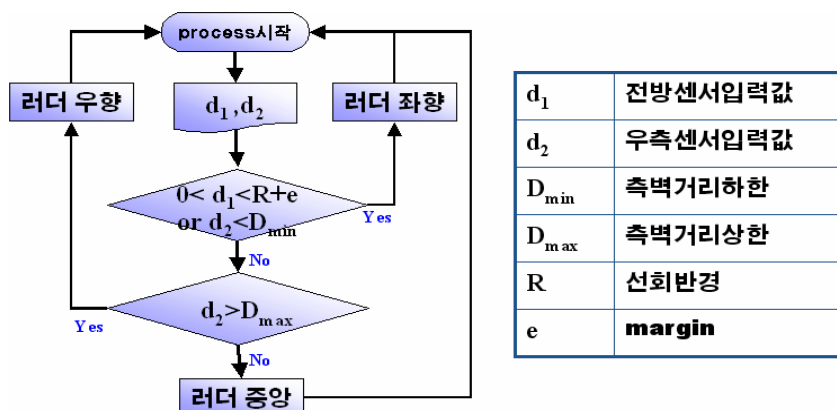 process시작
러더 우향
d1 ,d2
러더 좌향
0< d1<R+e
or d2<Dmin
Yes
No
d2>Dmax
Yes
No
러더 중앙
d1 전방센서입력값
d2 우측센서입력값
Dmin 측벽거리하한
Dmax 측벽거리상한
R 선회반경
e margin